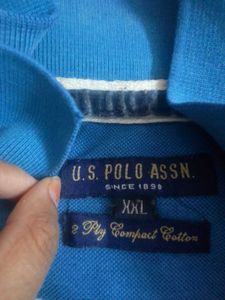 U.S. POLO ASSN.
SINCE 1890
XXL
2 Ply Compact Cotton